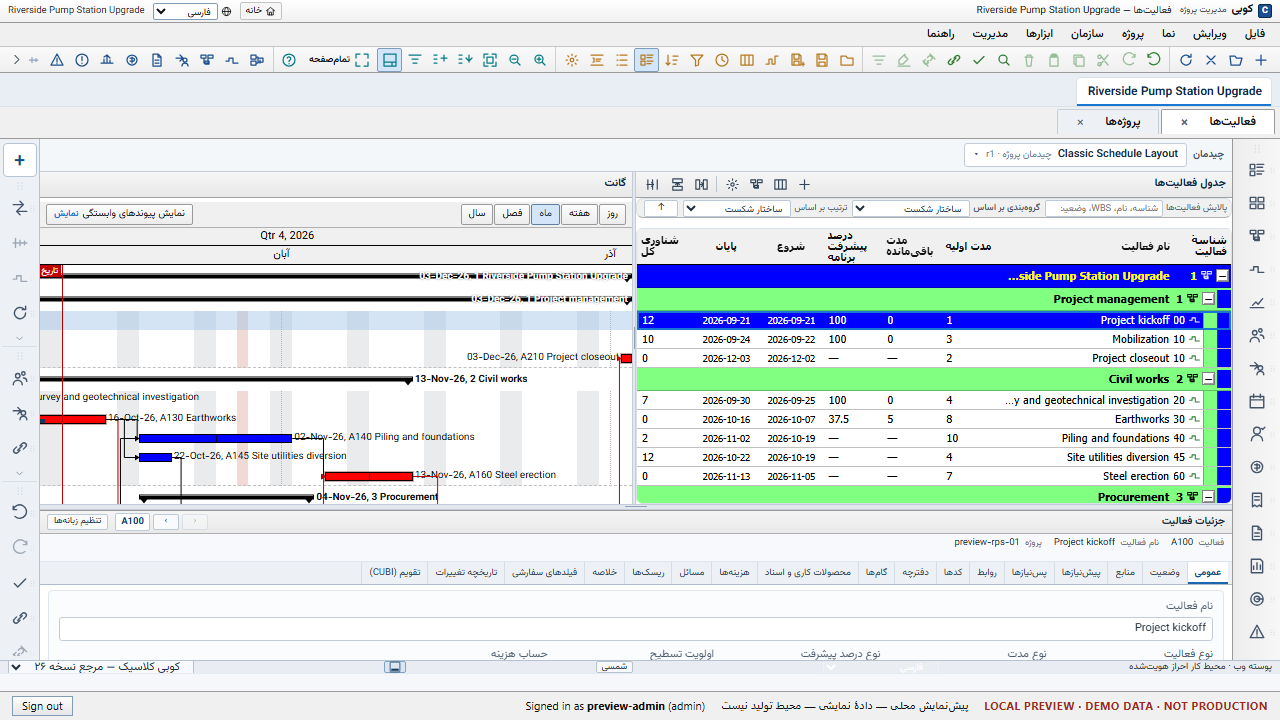 کوبی مدیریت پروژه فعالیت‌ها — Riverside Pump Station Upgrade
خانه
فارسی
Riverside Pump Station Upgrade
فایل ویرایش نما پروژه سازمان ابزارها مدیریت راهنما
تمام‌صفحه
Riverside Pump Station Upgrade
فعالیت‌ها × پروژه‌ها ×
چیدمان Classic Schedule Layout چیدمان پروژه · r1
جدول فعالیت‌ها
پالایش فعالیت‌ها شناسه، نام، WBS، وضعیت گروه‌بندی بر اساس ساختار شکست ترتیب بر اساس ساختار شکست ↑
شناسه فعالیت نام فعالیت مدت اولیه مدت باقی‌مانده درصد پیشرفت برنامه شروع پایان شناوری کل
1 ...side Pump Station Upgrade
1 Project management
00 Project kickoff 1 0 100 2026-09-21 2026-09-21 12
10 Mobilization 3 0 100 2026-09-22 2026-09-24 10
10 Project closeout 2 — — 2026-12-02 2026-12-03 0
2 Civil works
20 ...y and geotechnical investigation 4 0 100 2026-09-25 2026-09-30 7
30 Earthworks 8 5 37.5 2026-10-07 2026-10-16 0
40 Piling and foundations 10 — — 2026-10-19 2026-11-02 2
45 Site utilities diversion 4 — — 2026-10-19 2026-10-22 12
60 Steel erection 7 — — 2026-11-05 2026-11-13 0
3 Procurement
گانت
روز هفته ماه فصل سال
نمایش پیوندهای وابستگی نمایش
Qtr 4, 2026
آبان آذر
تاریخ
03-Dec-26, 1 Riverside Pump Station Upgrade
03-Dec-26, 1 Project management
03-Dec-26, A210 Project closeout
13-Nov-26, 2 Civil works
urvey and geotechnical investigation
16-Oct-26, A130 Earthworks
02-Nov-26, A140 Piling and foundations
22-Oct-26, A145 Site utilities diversion
13-Nov-26, A160 Steel erection
04-Nov-26, 3 Procurement
جزئیات فعالیت
A100
تنظیم زبانه‌ها
فعالیت A100 نام فعالیت Project kickoff پروژه preview-rps-01
عمومی وضعیت منابع پیش‌نیازها پس‌نیازها روابط کدها دفترچه گام‌ها محصولات کاری و اسناد هزینه‌ها مسائل ریسک‌ها خلاصه فیلدهای سفارشی تاریخچه تغییرات تقویم (CUBI)
نام فعالیت
Project kickoff
نوع فعالیت نوع مدت نوع درصد پیشرفت اولویت تسطیح حساب هزینه
پوسته وب · محیط کار احراز هویت‌شده
فارسی
شمسی
کوبی کلاسیک — مرجع نسخه ۲۶
LOCAL PREVIEW · DEMO DATA · NOT PRODUCTION
پیش‌نمایش محلی — دادهٔ نمایشی — محیط تولید نیست
Signed in as preview-admin (admin)
Sign out